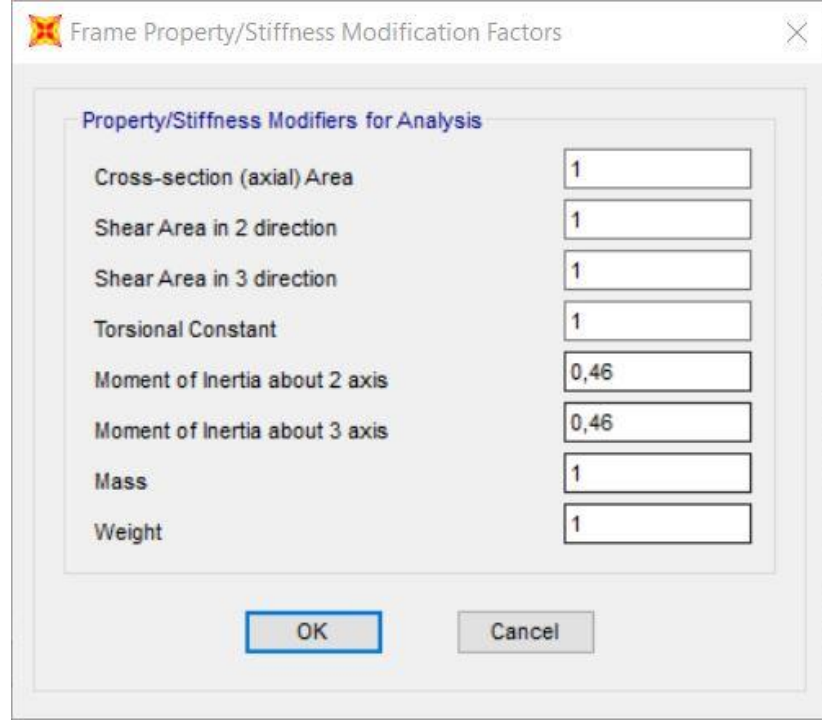 Frame Property/Stiffness Modification Factors
Property/Stiffness Modifiers for Analysis
Cross-section (axial) Area 1
Shear Area in 2 direction 1
Shear Area in 3 direction 1
Torsional Constant 1
Moment of Inertia about 2 axis 0,46
Moment of Inertia about 3 axis 0,46
Mass 1
Weight 1
OK Cancel